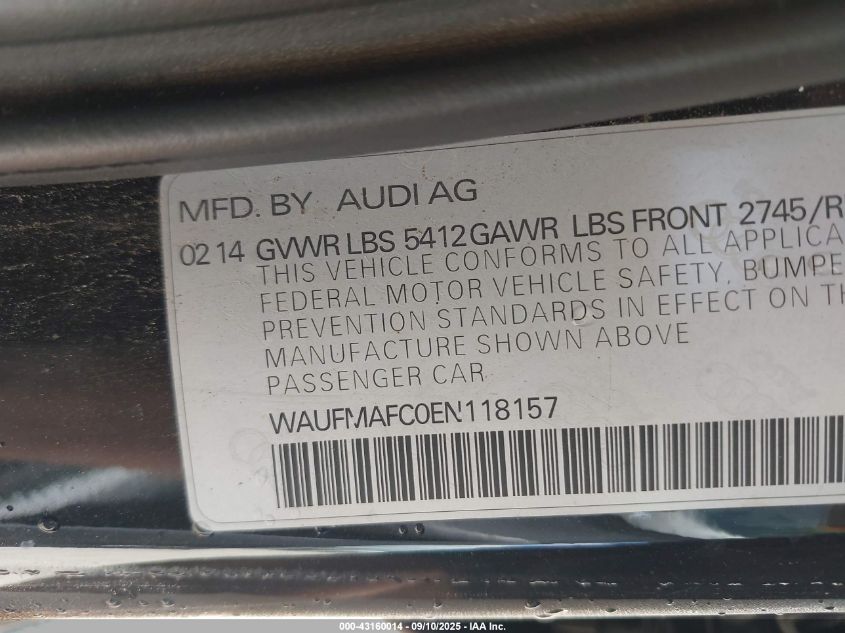 MFD. BY AUDI AG
02 14 GVWR LBS 5412 GAWR LBS FRONT 2745/R
THIS VEHICLE CONFORMS TO ALL APPLICA
FEDERAL MOTOR VEHICLE SAFETY, BUMPE
PREVENTION STANDARDS IN EFFECT ON TH
MANUFACTURE SHOWN ABOVE
PASSENGER CAR
WAUFMAFC0EN118157
000-43160014 - 09/10/2025 - IAA Inc.